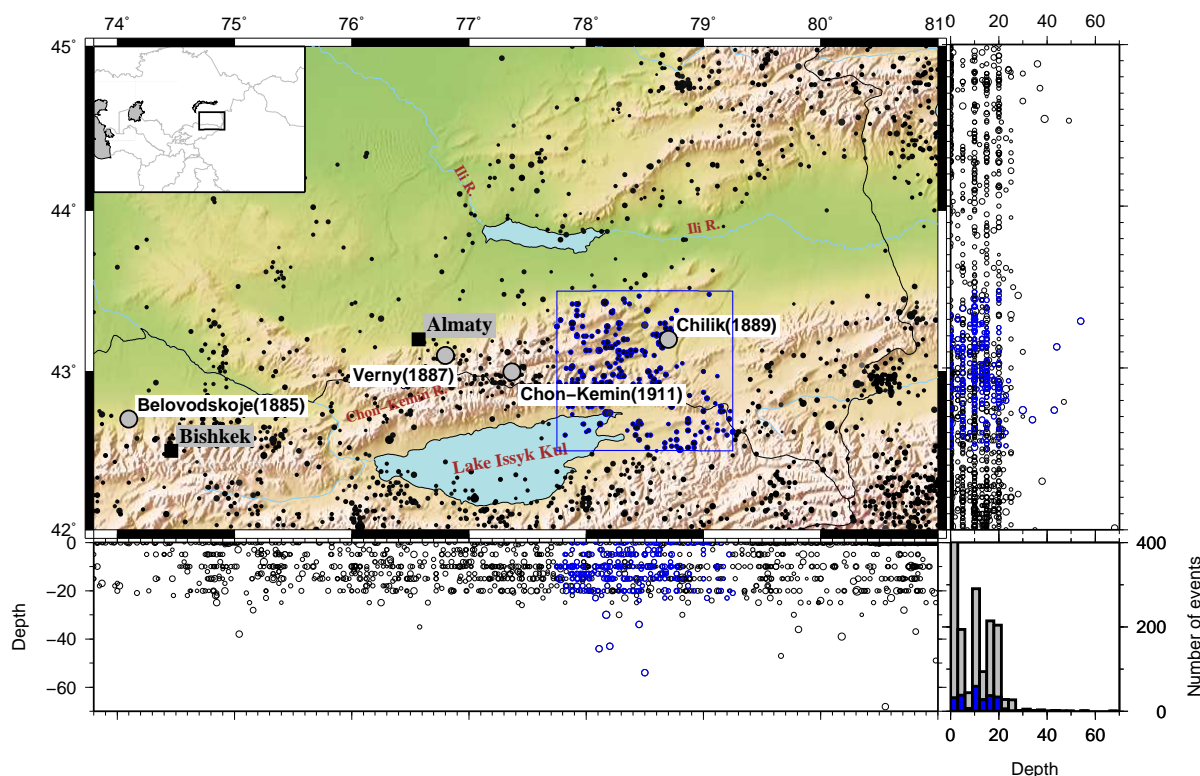 74˚ 75˚ 76˚ 77˚ 78˚ 79˚ 80˚ 81˚
0 20 40 60
45˚
44˚
43˚
42˚
Ili R.
Ili R.
Almaty
Chilik(1889)
Verny(1887)
Chon−Kemin(1911)
Chon−Kemin R.
Belovodskoje(1885)
Bishkek
Lake Issyk Kul
0
−20
−40
−60
Depth
400
200
0
Number of events
0 20 40 60
Depth